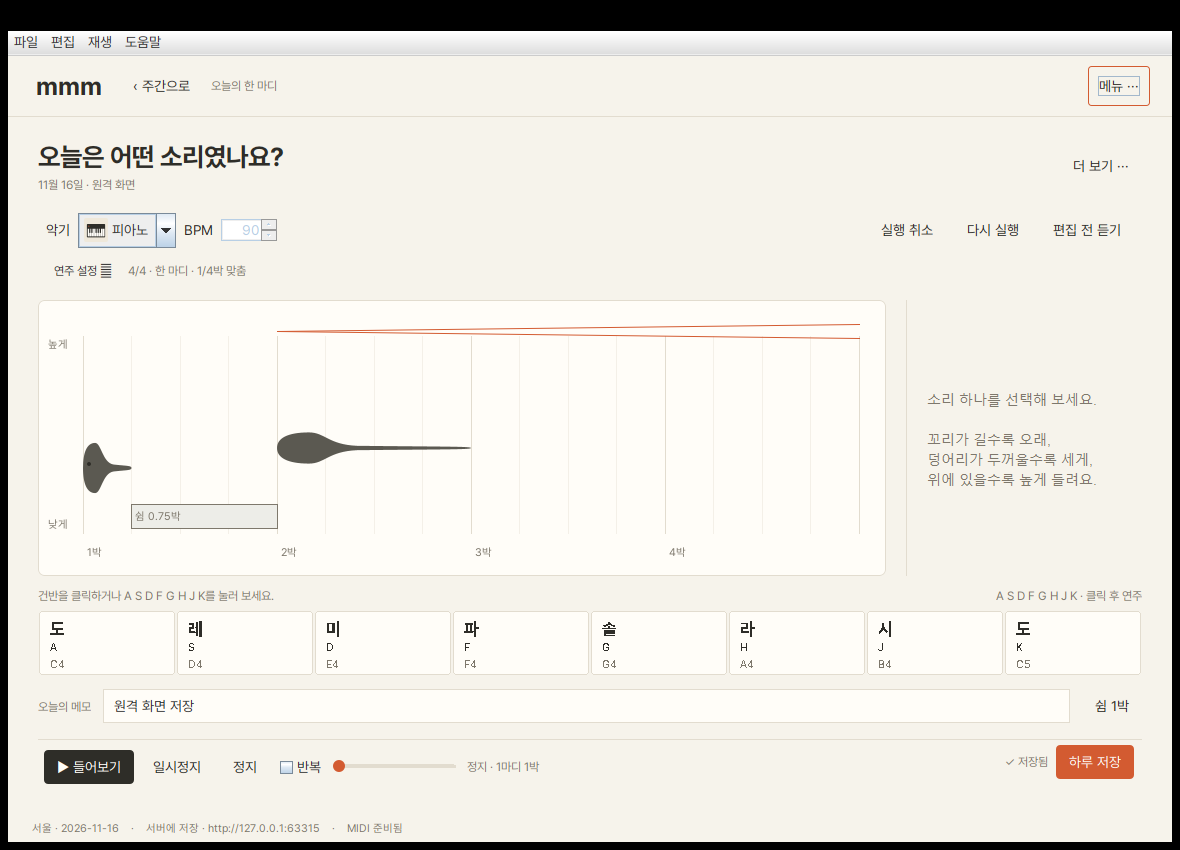 파일 편집 재생 도움말
mmm ‹ 주간으로 오늘의 한 마디 메뉴 ⋯
오늘은 어떤 소리였나요?
11월 16일 · 원격 화면
더 보기 ⋯
악기 피아노 BPM 90 실행 취소 다시 실행 편집 전 듣기
연주 설정 4/4 · 한 마디 · 1/4박 맞춤
높게
소리 하나를 선택해 보세요.
꼬리가 길수록 오래,
덩어리가 두꺼울수록 세게,
위에 있을수록 높게 들려요.
쉼 0.75박
낮게
1박 2박 3박 4박
건반을 클릭하거나 A S D F G H J K를 눌러 보세요. A S D F G H J K · 클릭 후 연주
도 레 미 파 솔 라 시 도
A S D F G H J K
C4 D4 E4 F4 G4 A4 B4 C5
오늘의 메모 원격 화면 저장 쉼 1박
▶ 들어보기 일시정지 정지 반복 정지 · 1마디 1박 ✓ 저장됨 하루 저장
서울 · 2026-11-16 · 서버에 저장 · http://127.0.0.1:63315 · MIDI 준비됨